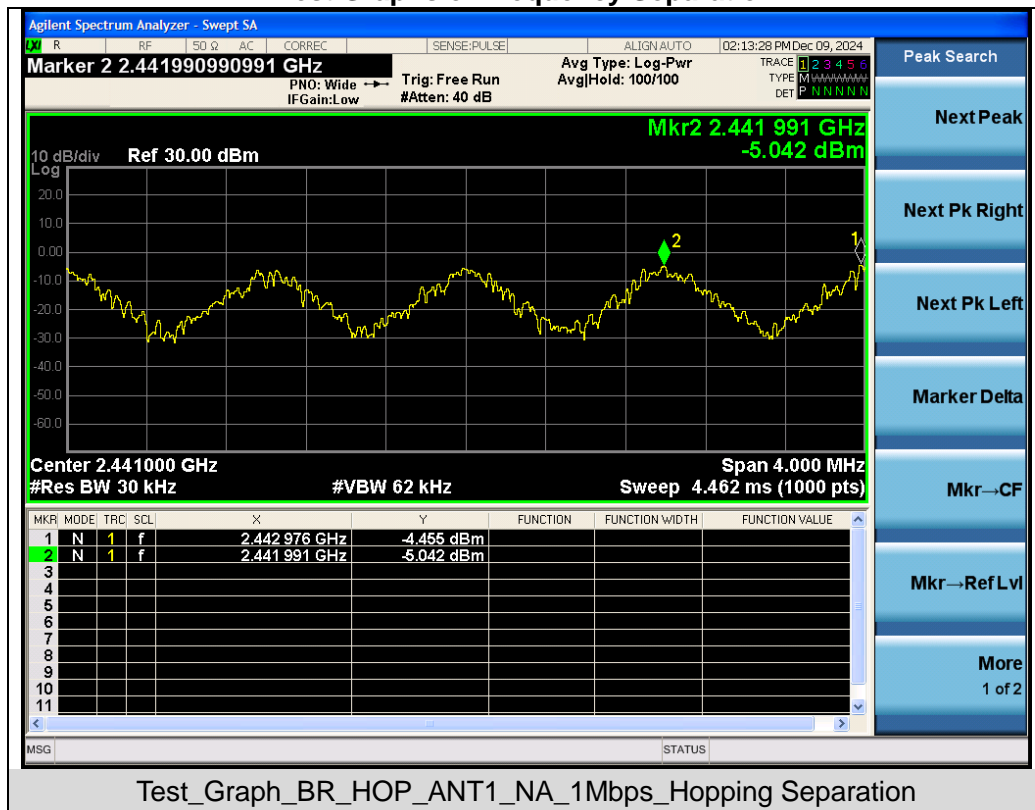 Agilent Spectrum Analyzer - Swept SA
LXI R RF 50 Ω AC CORREC SENSE:PULSE ALIGN AUTO 02:13:28 PM Dec 09, 2024
Marker 2 2.441990990991 GHz
PNO: Wide
IFGain:Low
Trig: Free Run
#Atten: 40 dB
Avg Type: Log-Pwr
Avg|Hold: 100/100
TRACE 1 2 3 4 5 6
TYPE M
DET P N N N N N
Mkr2 2.441 991 GHz
-5.042 dBm
10 dB/div Ref 30.00 dBm
Log
20.0
10.0
0.00
-10.0
-20.0
-30.0
-40.0
-50.0
-60.0
2
1
Center 2.441000 GHz Span 4.000 MHz
#Res BW 30 kHz #VBW 62 kHz Sweep 4.462 ms (1000 pts)
MKR MODE TRC SCL X Y FUNCTION FUNCTION WIDTH FUNCTION VALUE
1 N 1 f 2.442 976 GHz -4.455 dBm
2 N 1 f 2.441 991 GHz -5.042 dBm
3
4
5
6
7
8
9
10
11
MSG STATUS
Peak Search
Next Peak
Next Pk Right
Next Pk Left
Marker Delta
Mkr→CF
Mkr→Ref Lvl
More
1 of 2
Test_Graph_BR_HOP_ANT1_NA_1Mbps_Hopping Separation